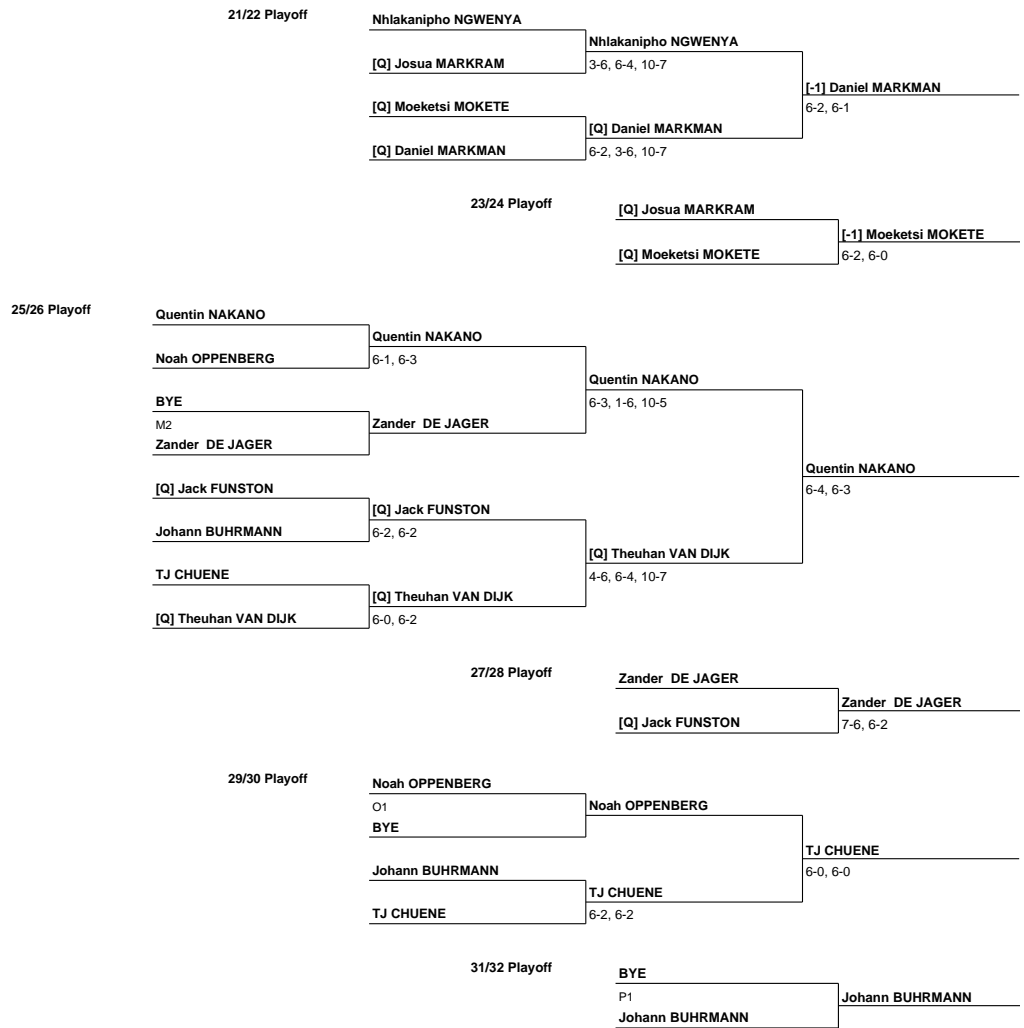 21/22 Playoff
Nhlakanipho NGWENYA
Nhlakanipho NGWENYA
[Q] Josua MARKRAM
3-6, 6-4, 10-7
[-1] Daniel MARKMAN
[Q] Moeketsi MOKETE
6-2, 6-1
[Q] Daniel MARKMAN
[Q] Daniel MARKMAN
6-2, 3-6, 10-7
23/24 Playoff
[Q] Josua MARKRAM
[-1] Moeketsi MOKETE
[Q] Moeketsi MOKETE
6-2, 6-0
25/26 Playoff
Quentin NAKANO
Quentin NAKANO
Noah OPPENBERG
6-1, 6-3
Quentin NAKANO
BYE
6-3, 1-6, 10-5
M2
Zander DE JAGER
Zander DE JAGER
Quentin NAKANO
[Q] Jack FUNSTON
6-4, 6-3
[Q] Jack FUNSTON
Johann BUHRMANN
6-2, 6-2
[Q] Theuhan VAN DIJK
TJ CHUENE
4-6, 6-4, 10-7
[Q] Theuhan VAN DIJK
[Q] Theuhan VAN DIJK
6-0, 6-2
27/28 Playoff
Zander DE JAGER
Zander DE JAGER
[Q] Jack FUNSTON
7-6, 6-2
29/30 Playoff
Noah OPPENBERG
O1
Noah OPPENBERG
BYE
TJ CHUENE
Johann BUHRMANN
6-0, 6-0
TJ CHUENE
TJ CHUENE
6-2, 6-2
31/32 Playoff
BYE
P1
Johann BUHRMANN
Johann BUHRMANN